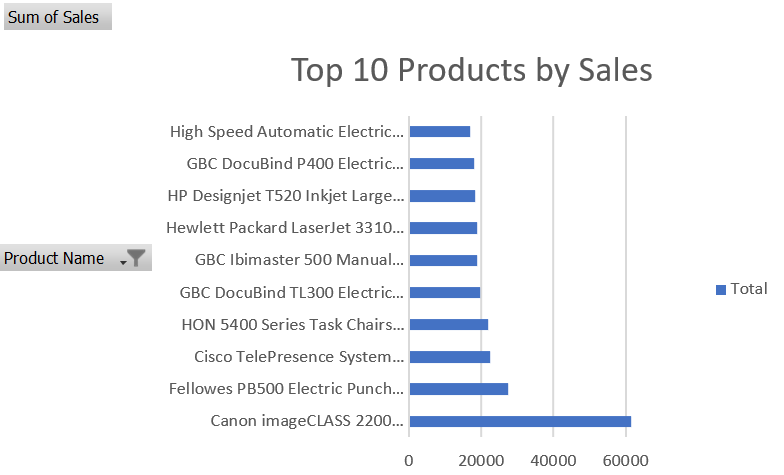 Sum of Sales
Top 10 Products by Sales
High Speed Automatic Electric...
GBC DocuBind P400 Electric...
HP Designjet T520 Inkjet Large...
Hewlett Packard LaserJet 3310...
Product Name
GBC Ibimaster 500 Manual...
GBC DocuBind TL300 Electric...
Total
HON 5400 Series Task Chairs...
Cisco TelePresence System...
Fellowes PB500 Electric Punch...
Canon imageCLASS 2200...
0 20000 40000 60000